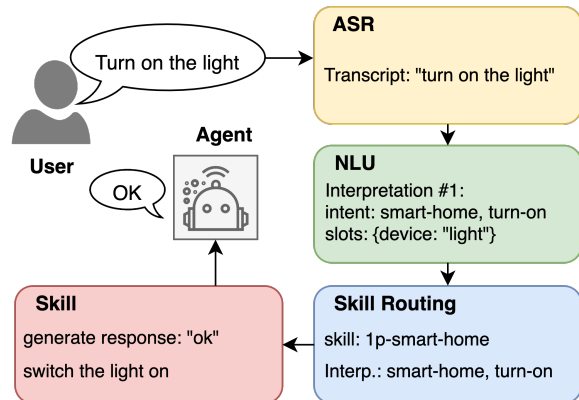 ASR
Turn on the light
Transcript: "turn on the light"
User
Agent
OK
NLU
Interpretation #1:
intent: smart-home, turn-on
slots: {device: "light"}
Skill
generate response: "ok"
switch the light on
Skill Routing
skill: 1p-smart-home
Interp.: smart-home, turn-on